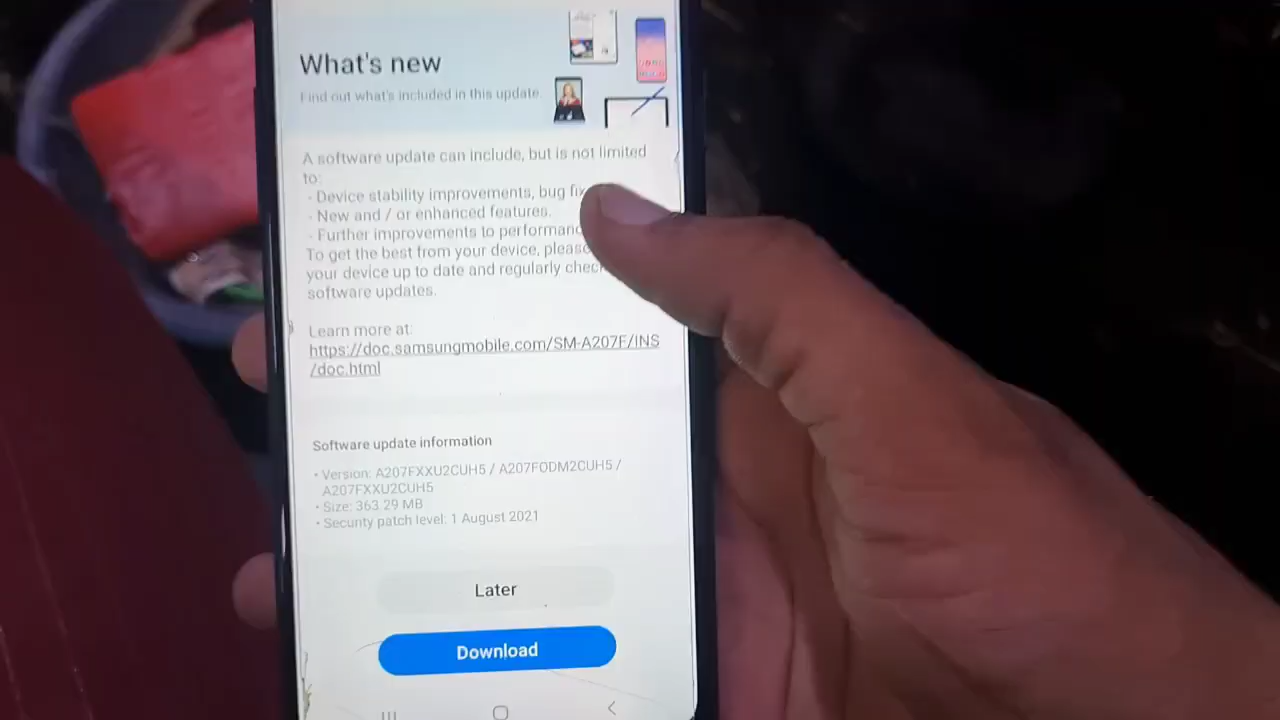 What's new
Find out what's included in this update.
A software update can include, but is not limited
to:
- Device stability improvements, bug fix
- New and / or enhanced features.
- Further improvements to performanc
To get the best from your device, please
your device up to date and regularly chec
software updates.
Learn more at:
https://doc.samsungmobile.com/SM-A207F/INS
/doc.html
Software update information
• Version: A207FXXU2CUH5 / A207FODM2CUH5 /
A207FXXU2CUH5
• Size: 363.29 MB
• Security patch level: 1 August 2021
Later
Download